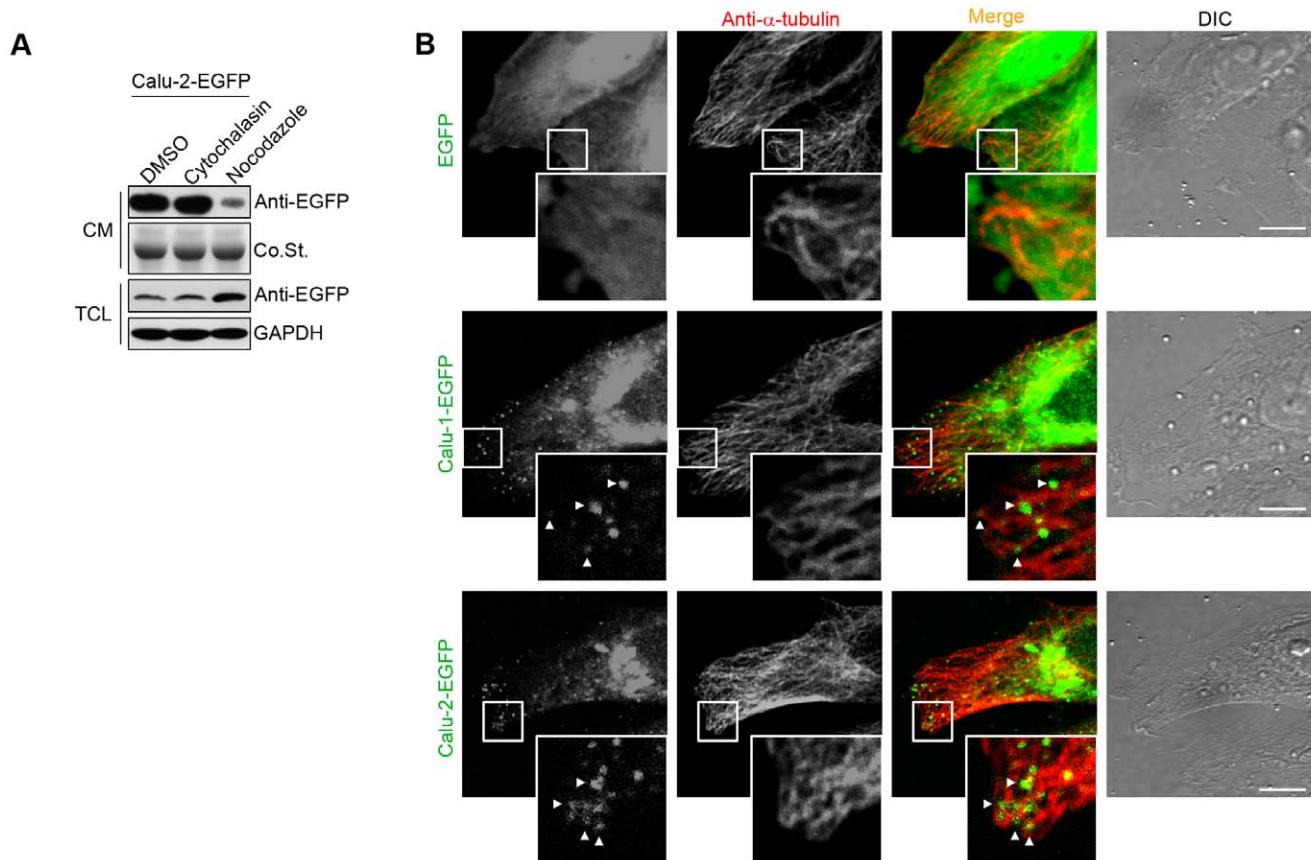 A
Calu-2-EGFP
DMSO
Cytochalasin
Nocodazole
CM
Anti-EGFP
Co.St.
TCL
Anti-EGFP
GAPDH
B
Anti-α-tubulin
Merge
DIC
EGFP
Calu-1-EGFP
Calu-2-EGFP